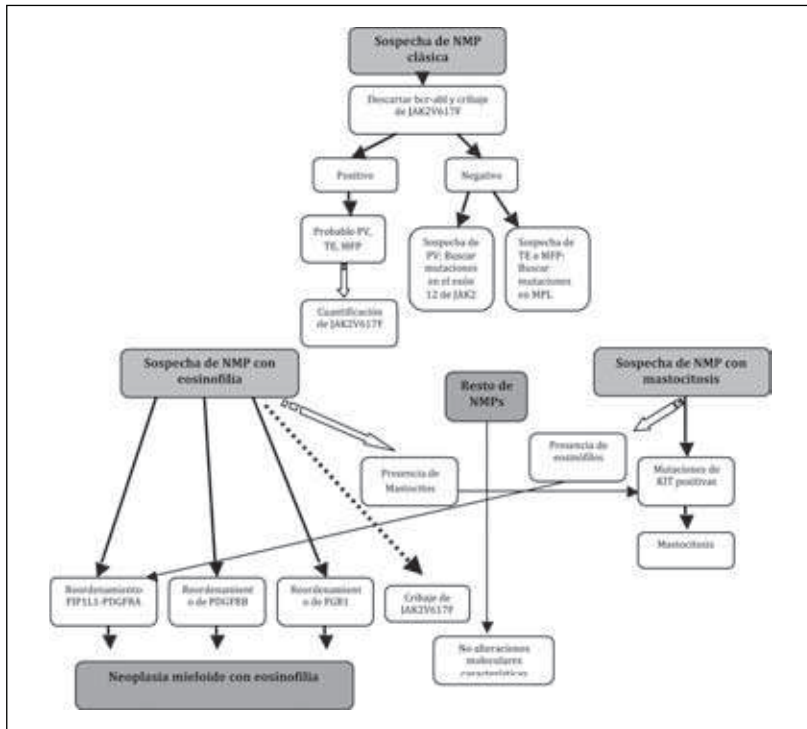 Sospecha de NMP
clásica
Descartar bcr-abl y cribaje
de JAK2V617F
Positivo
Negativo
Probable PV,
TE, MFP
Sospecha de
PV: Buscar
mutaciones
en el exón
12 de JAK2
Sospecha de
TE o MFP:
Buscar
mutaciones
en MPL
Cuantificación
de JAK2V617F
Sospecha de NMP con
eosinofilia
Resto de
NMPs
Sospecha de NMP con
mastocitosis
Presencia de
eosinófilos
Presencia de
Mastocitos
Mutaciones de
KIT positivas
Mastocitosis
Reordenamiento
FIP1L1-PDGFRA
Reordenamient
o de PDGFRB
Reordenamient
o de FGR1
Cribaje de
JAK2V617F
No alteraciones
moleculares
características
Neoplasia mieloide con eosinofilia